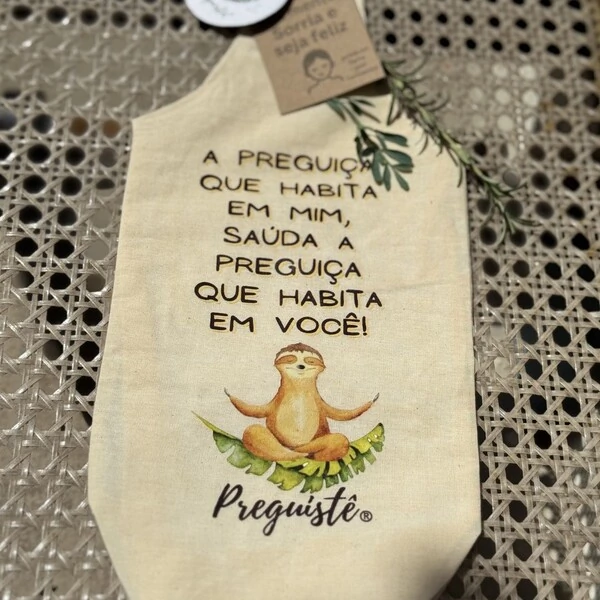 Sorria e
seja feliz
A PREGUIÇA
QUE HABITA
EM MIM,
SAÚDA A
PREGUIÇA
QUE HABITA
EM VOCÊ!
Preguistê®